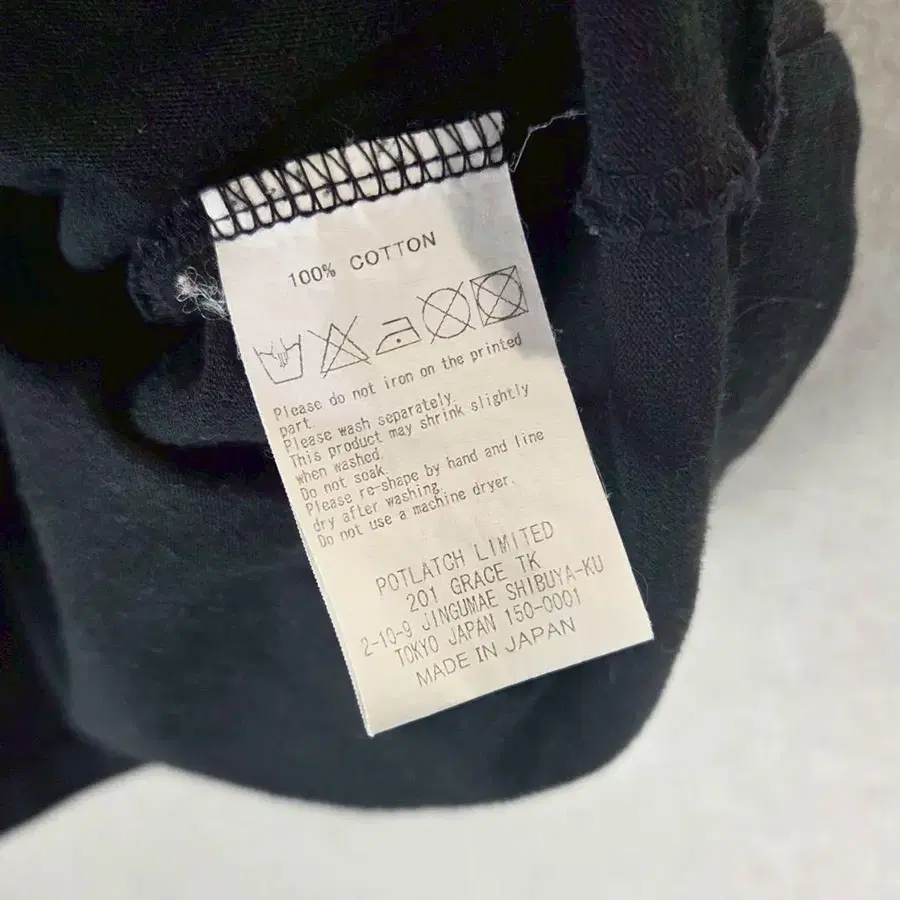 100% COTTON
Please do not iron on the printed
part.
Please wash separately.
This product may shrink slightly
when washed.
Do not soak.
Please re-shape by hand and line
dry after washing.
Do not use a machine dryer.
POTLATCH LIMITED
201 GRACE TK
2-10-9 JINGUMAE SHIBUYA-KU
TOKYO JAPAN 150-0001
MADE IN JAPAN